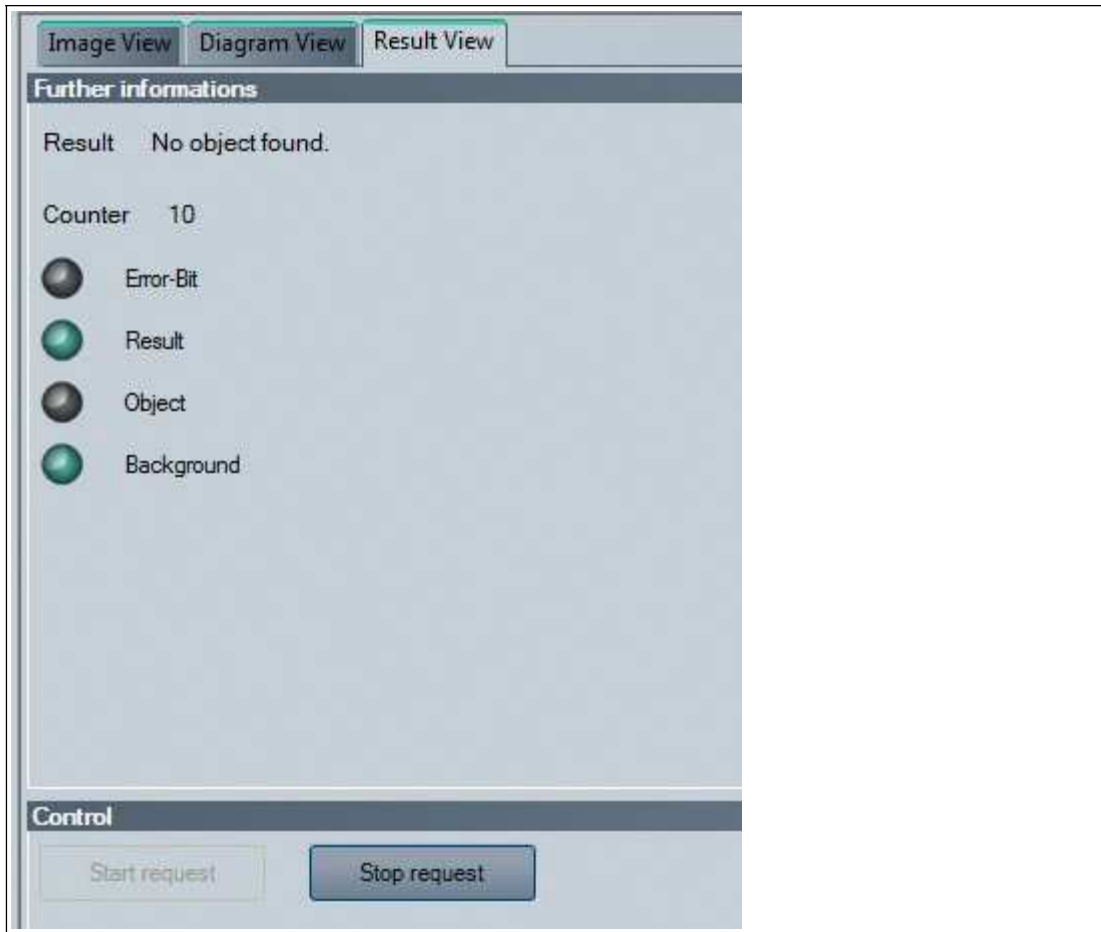 Image View Diagram View Result View
Further informations
Result No object found.
Counter 10
Error-Bit
Result
Object
Background
Control
Start request Stop request